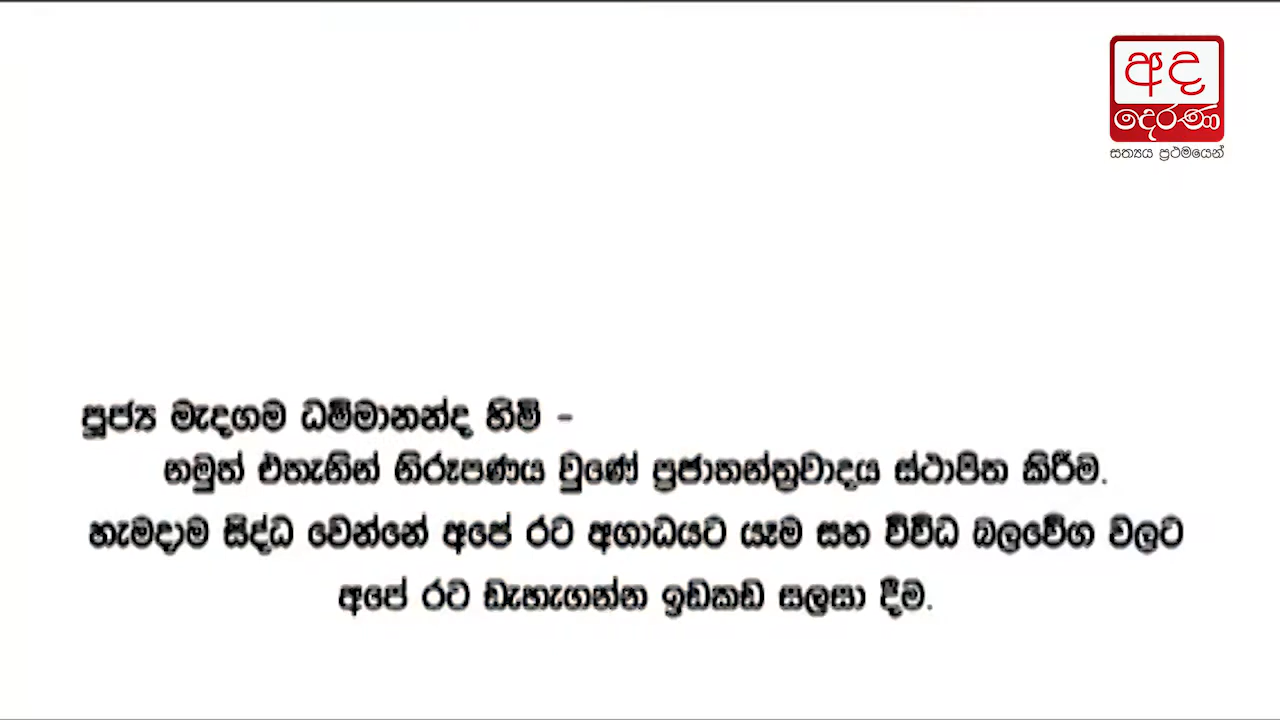 අද
දෙරණ
සත්‍යය ප්‍රථමයෙන්
පූජ්‍ය මැදගම ධම්මානන්ද හිමි -
නමුත් එතැනින් නිරූපණය වුණේ ප්‍රජාතන්ත්‍රවාදය ස්ථාපිත කිරීම.
හැමදාම සිද්ධ වෙන්නේ අපේ රට අගාධයට යෑම සහ විවිධ බලවේග වලට
අපේ රට ඩැහැගන්න ඉඩකඩ සලසා දීම.